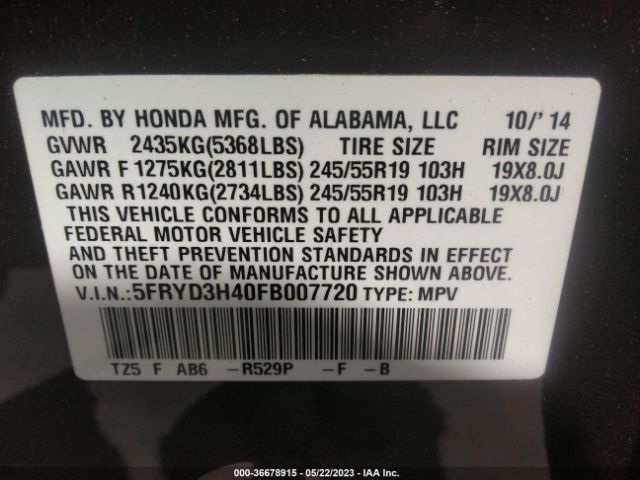 MFD. BY HONDA MFG. OF ALABAMA, LLC 10/' 14
GVWR 2435KG(5368LBS) TIRE SIZE RIM SIZE
GAWR F 1275KG(2811LBS) 245/55R19 103H 19X8.0J
GAWR R1240KG(2734LBS) 245/55R19 103H 19X8.0J
THIS VEHICLE CONFORMS TO ALL APPLICABLE
FEDERAL MOTOR VEHICLE SAFETY
AND THEFT PREVENTION STANDARDS IN EFFECT
ON THE DATE OF MANUFACTURE SHOWN ABOVE.
V.I.N.:5FRYD3H40FB007720 TYPE: MPV
TZ5 F AB6 –R529P –F –B
000-36678915 - 05/22/2023 - IAA Inc.